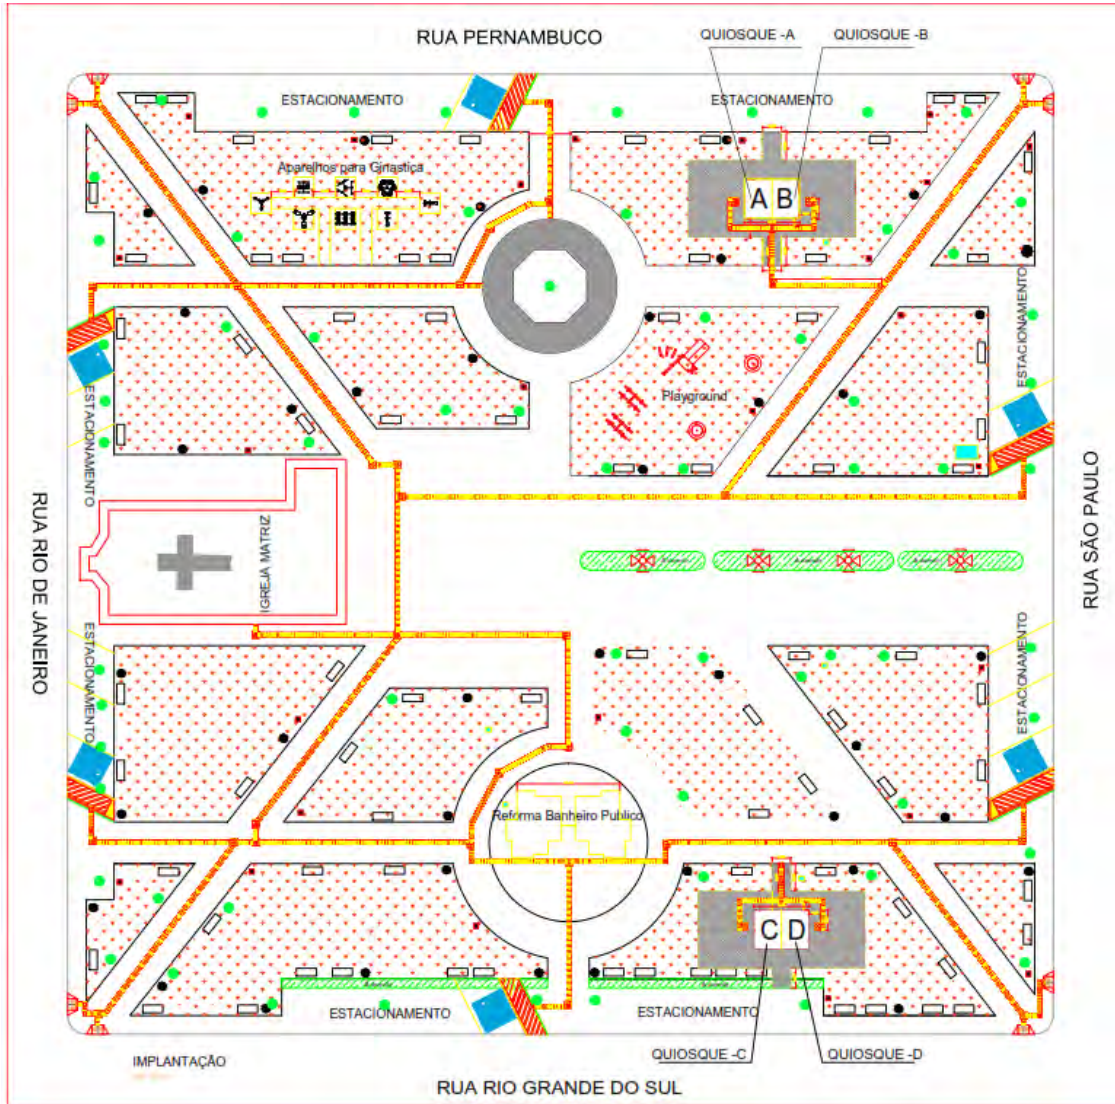 RUA PERNAMBUCO
QUIOSQUE -A
QUIOSQUE -B
ESTACIONAMENTO
ESTACIONAMENTO
Aparelhos para Ginastica
A B
ESTACIONAMENTO
ESTACIONAMENTO
Playground
RUA RIO DE JANEIRO
IGREJA MATRIZ
RUA SÃO PAULO
ESTACIONAMENTO
ESTACIONAMENTO
Reforma Banheiro Publico
C D
ESTACIONAMENTO
ESTACIONAMENTO
QUIOSQUE -C
QUIOSQUE -D
IMPLANTAÇÃO
RUA RIO GRANDE DO SUL